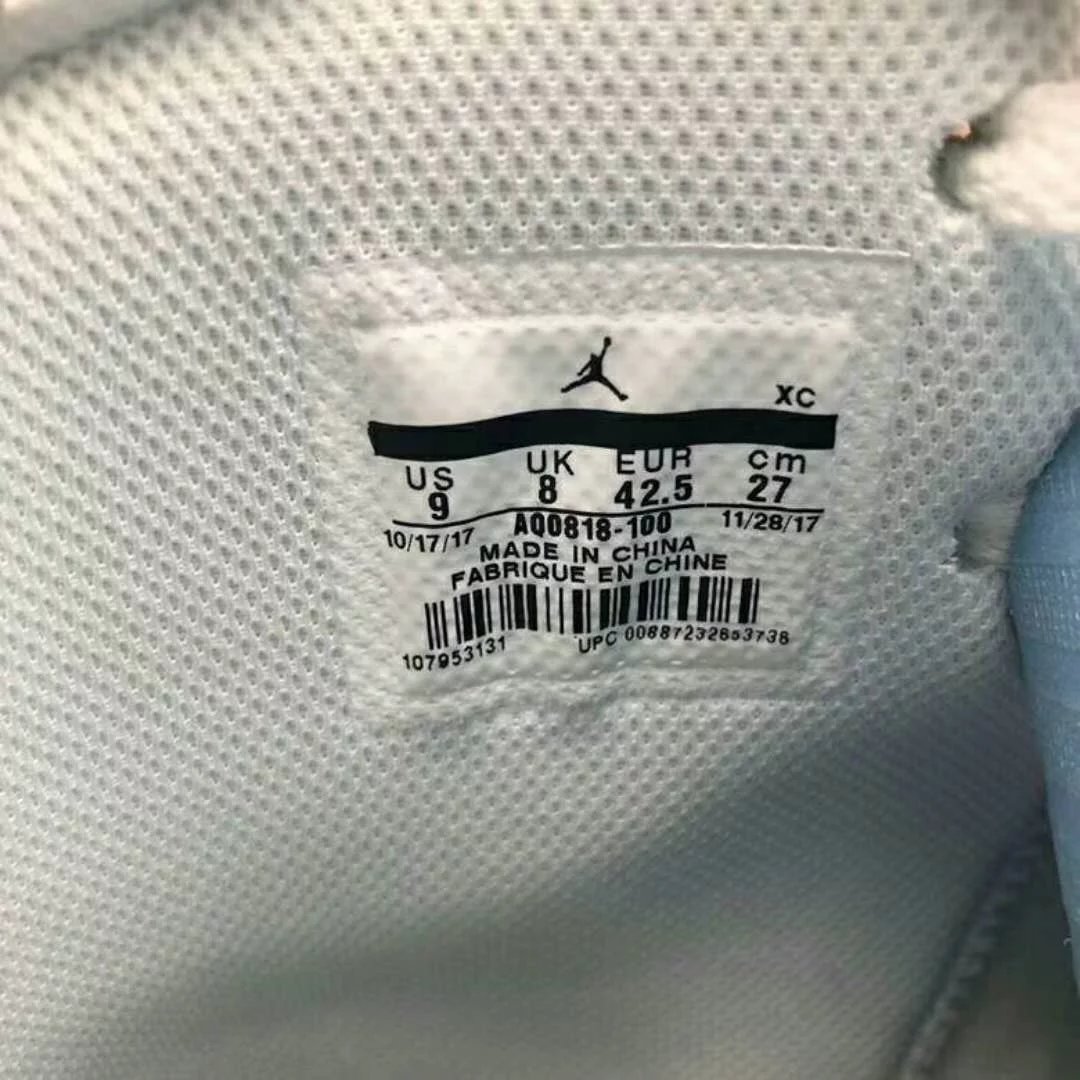 XC
US UK EUR cm
9 8 42.5 27
10/17/17 AQ0818-100 11/28/17
MADE IN CHINA
FABRIQUE EN CHINE
107953131 UPC 00887232653738